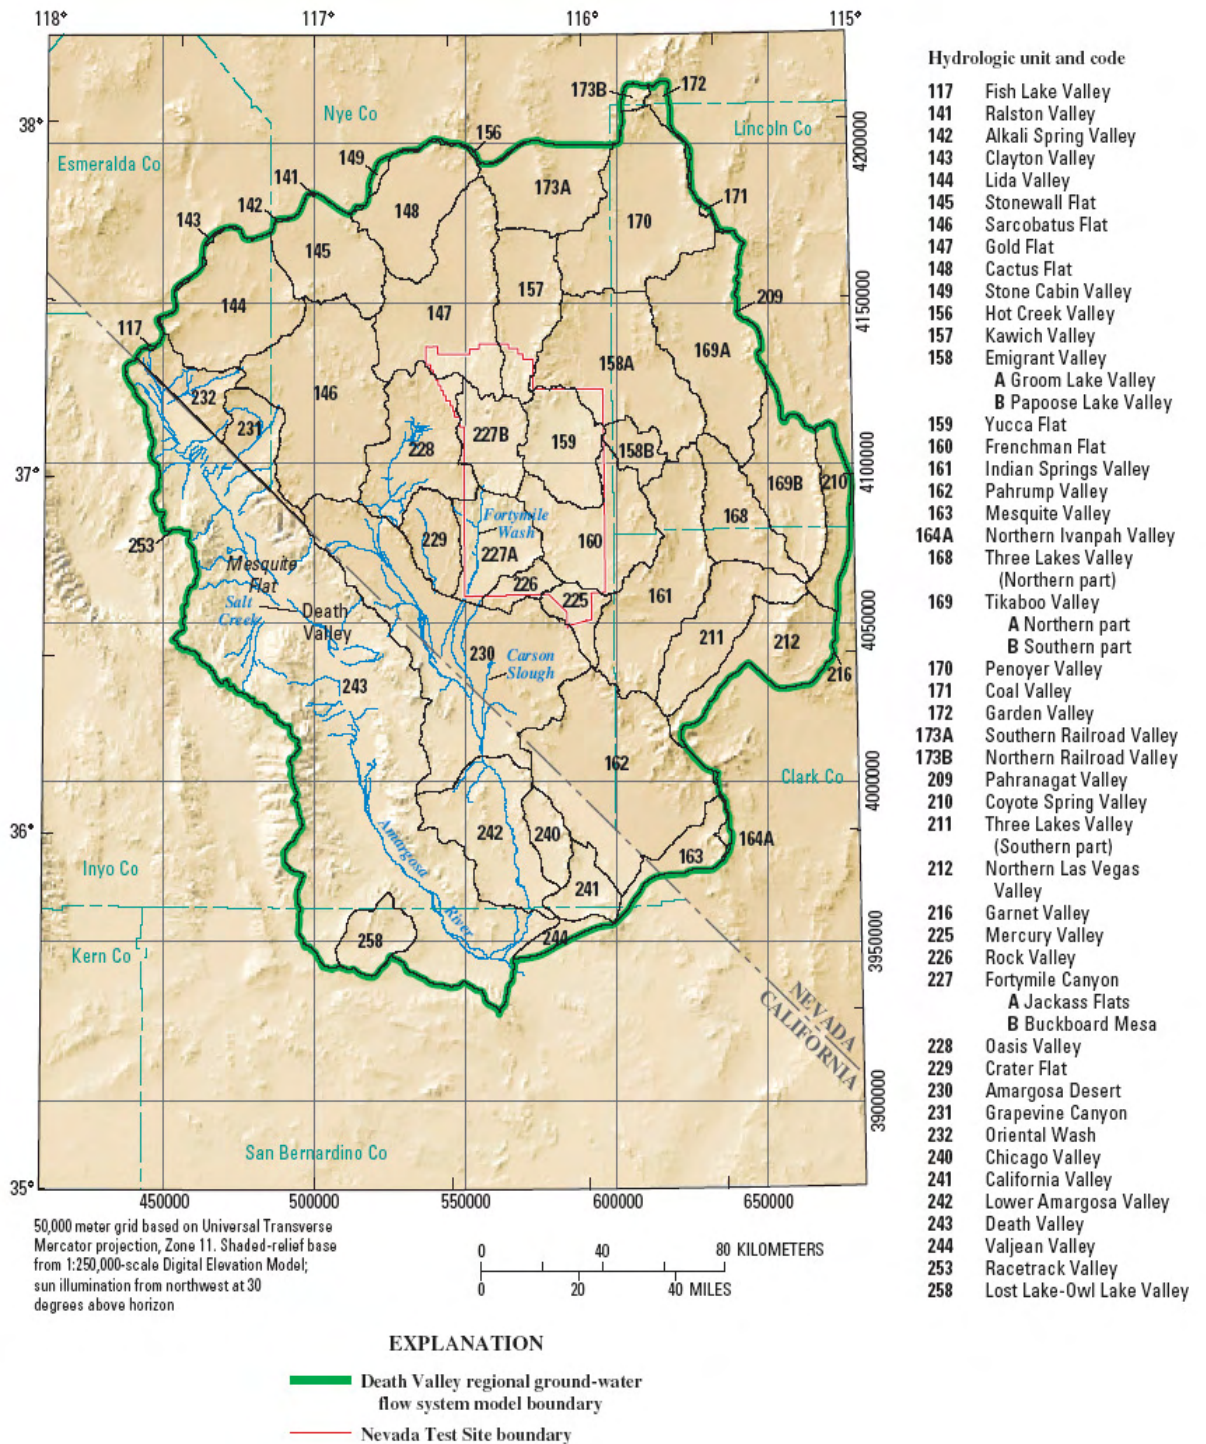 118°
117°
116°
115°
38°
37°
36°
35°
Nye Co
Lincoln Co
Esmeralda Co
Clark Co
Inyo Co
Kern Co
San Bernardino Co
173B
172
156
149
173A
141
148
171
142
170
143
145
157
209
144
147
117
158A
169A
232
146
231
227B
159
228
158B
169B
210
Fortymile
Wash
168
253
229
160
227A
Mesquite
Flat
226
225
161
Salt
Creek
Death
Valley
211
212
230
Carson
Slough
216
243
162
242
240
164A
163
Amargosa
River
241
258
244
NEVADA
CALIFORNIA
4200000
4150000
4100000
4050000
4000000
3950000
3900000
450000
500000
550000
600000
650000
Hydrologic unit and code
117 Fish Lake Valley
141 Ralston Valley
142 Alkali Spring Valley
143 Clayton Valley
144 Lida Valley
145 Stonewall Flat
146 Sarcobatus Flat
147 Gold Flat
148 Cactus Flat
149 Stone Cabin Valley
156 Hot Creek Valley
157 Kawich Valley
158 Emigrant Valley
A Groom Lake Valley
B Papoose Lake Valley
159 Yucca Flat
160 Frenchman Flat
161 Indian Springs Valley
162 Pahrump Valley
163 Mesquite Valley
164A Northern Ivanpah Valley
168 Three Lakes Valley
(Northern part)
169 Tikaboo Valley
A Northern part
B Southern part
170 Penoyer Valley
171 Coal Valley
172 Garden Valley
173A Southern Railroad Valley
173B Northern Railroad Valley
209 Pahranagat Valley
210 Coyote Spring Valley
211 Three Lakes Valley
(Southern part)
212 Northern Las Vegas
Valley
216 Garnet Valley
225 Mercury Valley
226 Rock Valley
227 Fortymile Canyon
A Jackass Flats
B Buckboard Mesa
228 Oasis Valley
229 Crater Flat
230 Amargosa Desert
231 Grapevine Canyon
232 Oriental Wash
240 Chicago Valley
241 California Valley
242 Lower Amargosa Valley
243 Death Valley
244 Valjean Valley
253 Racetrack Valley
258 Lost Lake-Owl Lake Valley
50,000 meter grid based on Universal Transverse
Mercator projection, Zone 11. Shaded-relief base
from 1:250,000-scale Digital Elevation Model;
sun illumination from northwest at 30
degrees above horizon
0 40 80 KILOMETERS
0 20 40 MILES
EXPLANATION
Death Valley regional ground-water
flow system model boundary
Nevada Test Site boundary